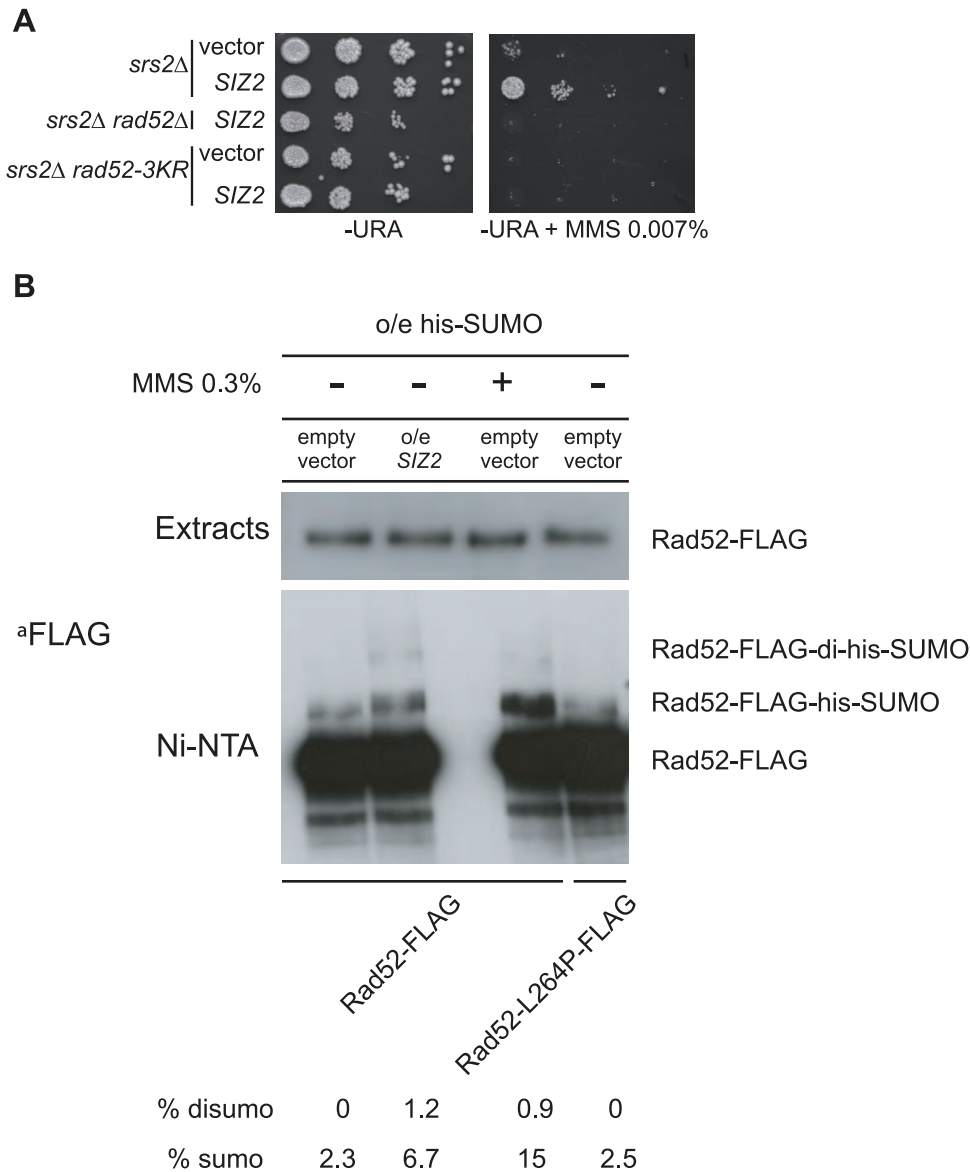 A
srs2Δ
vector
SIZ2
srs2Δ rad52Δ SIZ2
srs2Δ rad52-3KR
vector
SIZ2
-URA
-URA + MMS 0.007%
B
o/e his-SUMO
MMS 0.3% - - + -
empty vector
o/e SIZ2
empty vector
empty vector
Extracts
Rad52-FLAG
aFLAG
Ni-NTA
Rad52-FLAG-di-his-SUMO
Rad52-FLAG-his-SUMO
Rad52-FLAG
Rad52-FLAG
Rad52-L264P-FLAG
% disumo 0 1.2 0.9 0
% sumo 2.3 6.7 15 2.5